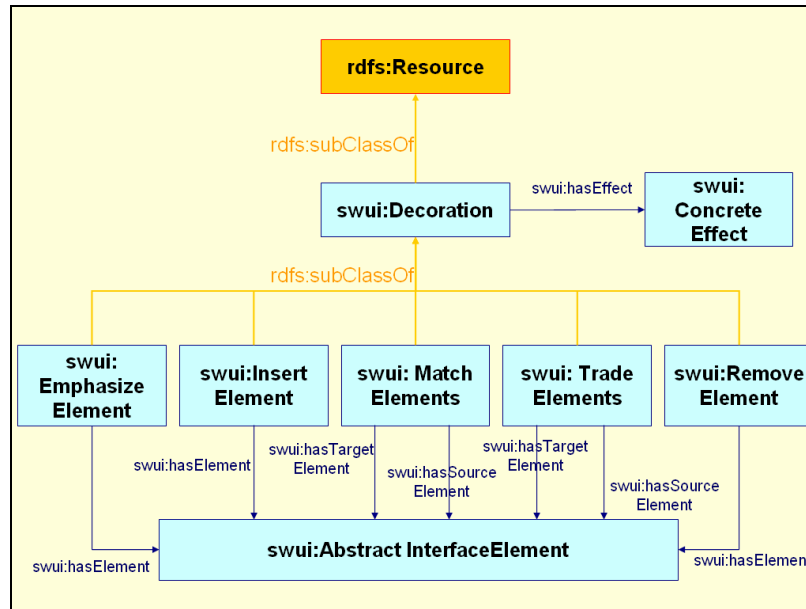 rdfs:Resource
rdfs:subClassOf
swui:Decoration
swui:hasEffect
swui:
Concrete
Effect
rdfs:subClassOf
swui:
Emphasize
Element
swui:Insert
Element
swui: Match
Elements
swui: Trade
Elements
swui:Remove
Element
swui:hasElement
swui:hasTarget
Element
swui:hasSource
Element
swui:hasTarget
Element
swui:hasSource
Element
swui:Abstract InterfaceElement
swui:hasElement
swui:hasElement